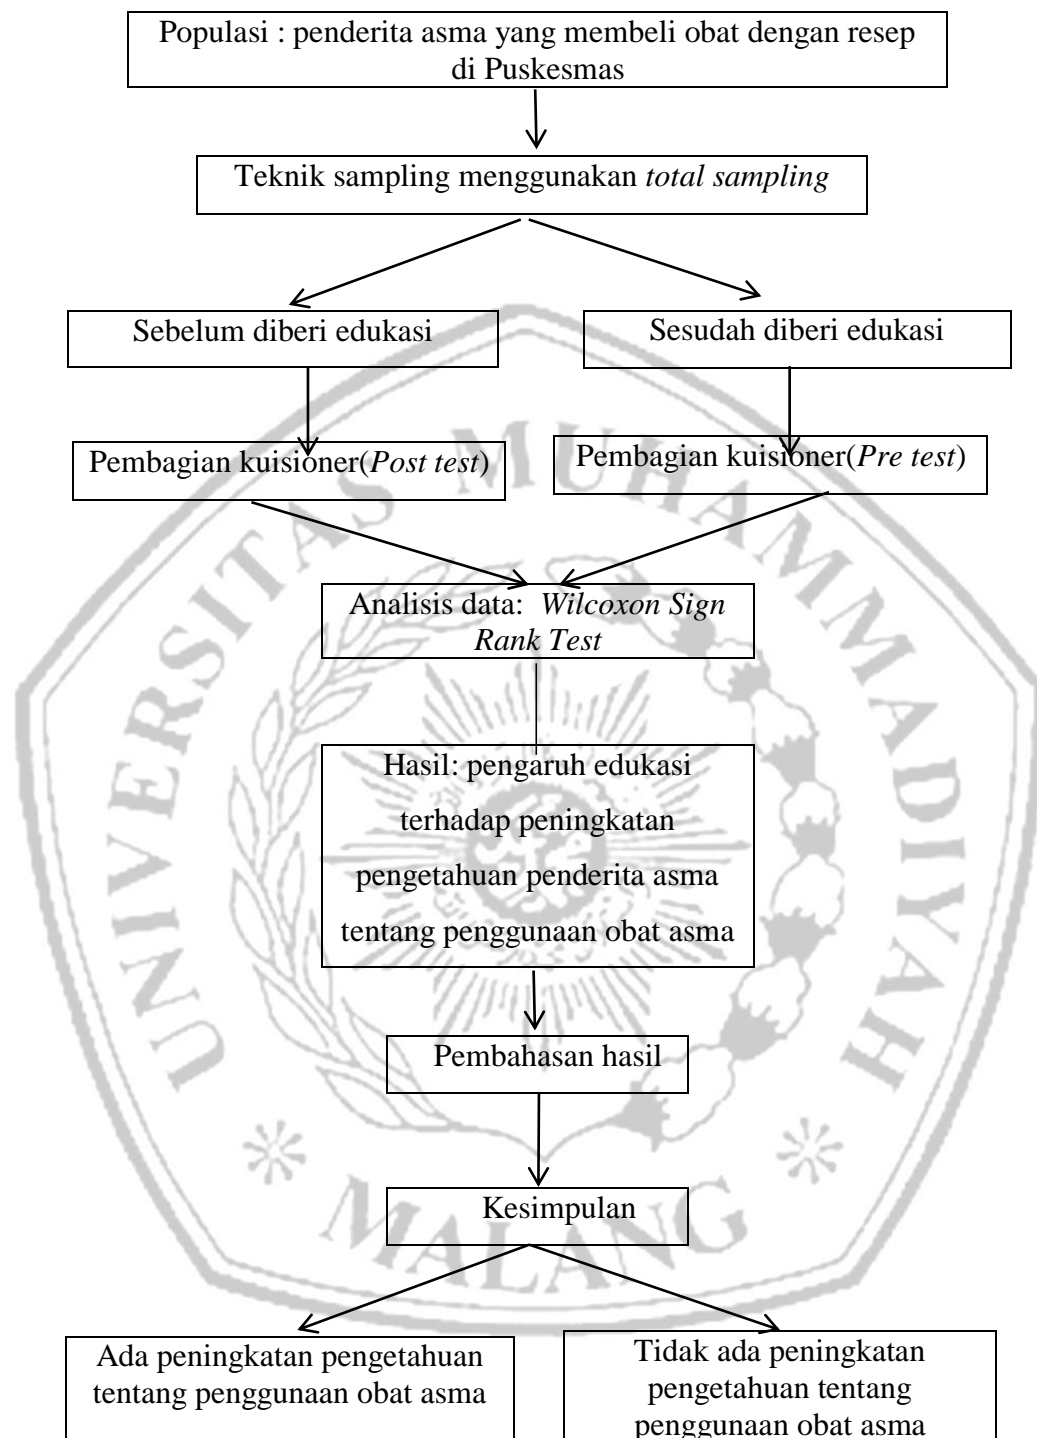 Populasi : penderita asma yang membeli obat dengan resep
di Puskesmas
Teknik sampling menggunakan total sampling
Sebelum diberi edukasi
Sesudah diberi edukasi
Pembagian kuisioner(Post test)
Pembagian kuisioner(Pre test)
Analisis data: Wilcoxon Sign
Rank Test
Hasil: pengaruh edukasi
terhadap peningkatan
pengetahuan penderita asma
tentang penggunaan obat asma
Pembahasan hasil
Kesimpulan
Ada peningkatan pengetahuan
tentang penggunaan obat asma
Tidak ada peningkatan
pengetahuan tentang
penggunaan obat asma
UNIVERSITAS MUHAMMADIYAH
MALANG